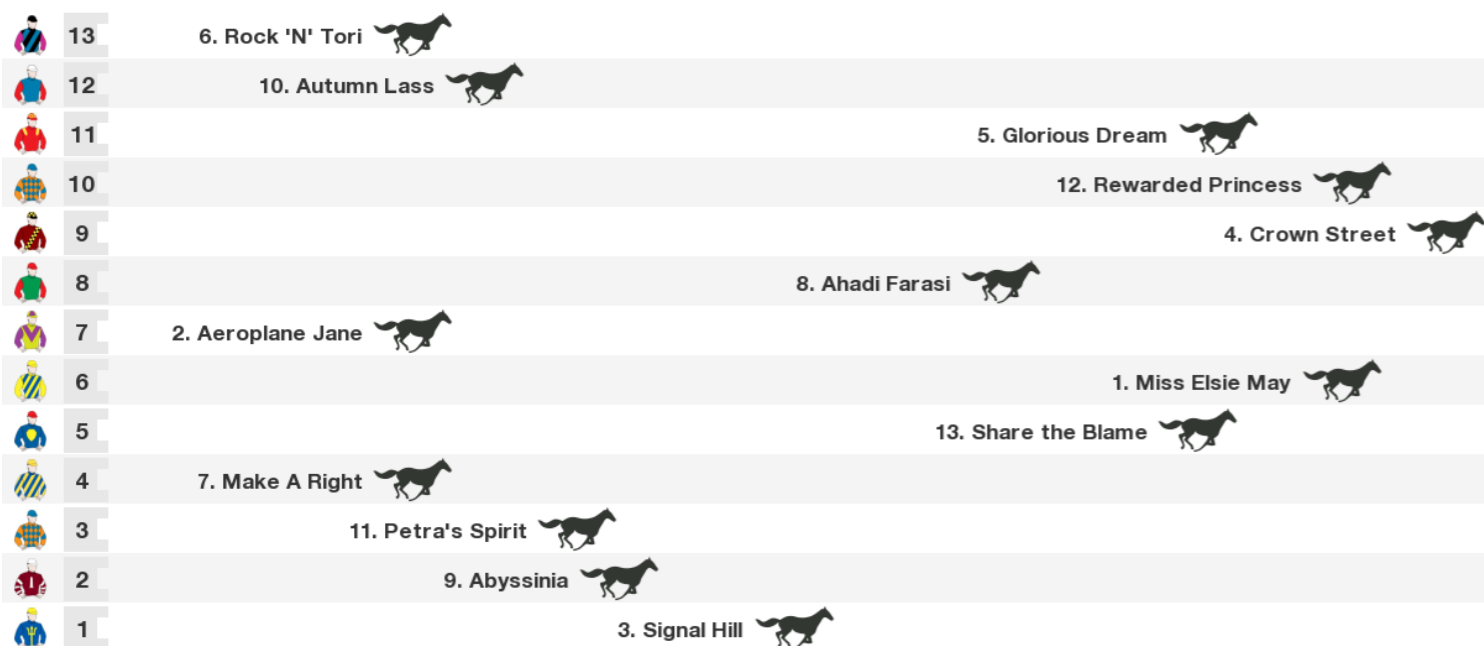 13 6. Rock 'N' Tori
12 10. Autumn Lass
11 5. Glorious Dream
10 12. Rewarded Princess
9 4. Crown Street
8 8. Ahadi Farasi
7 2. Aeroplane Jane
6 1. Miss Elsie May
5 13. Share the Blame
4 7. Make A Right
3 11. Petra's Spirit
2 9. Abyssinia
1 3. Signal Hill